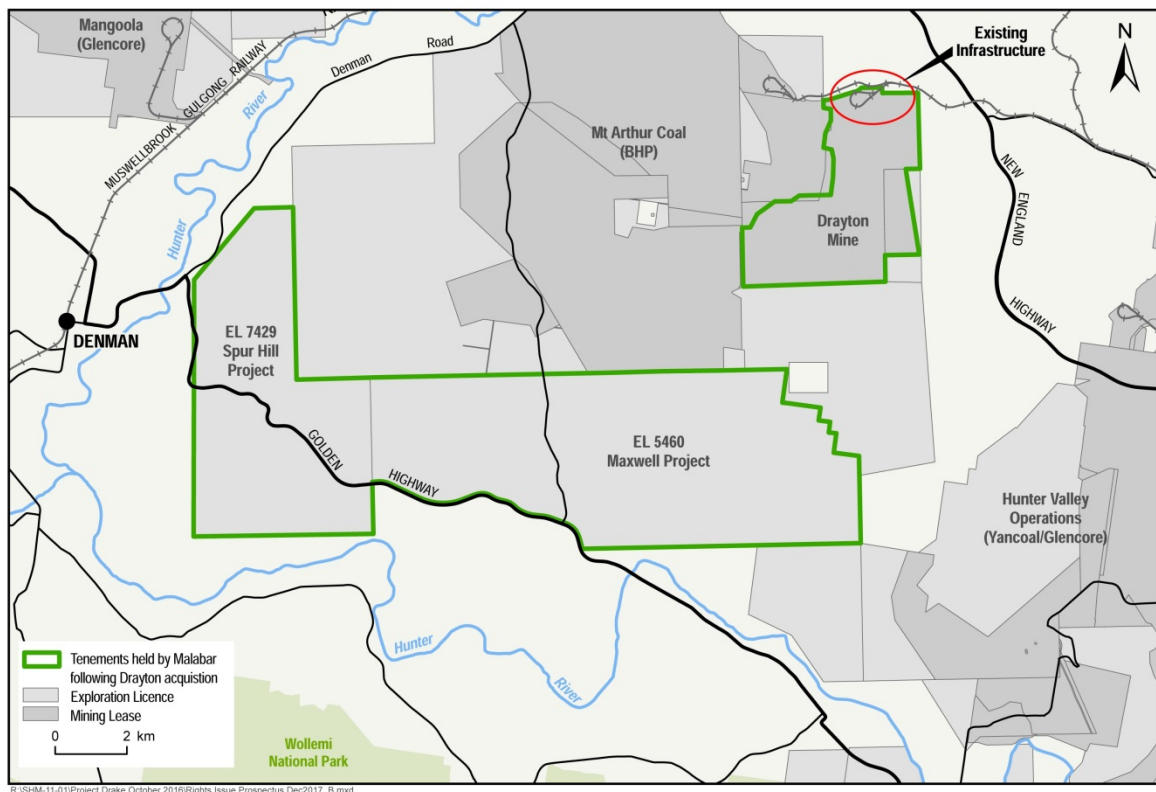 Mangoola
(Glencore)
MUSWELLBROOK GULGONG RAILWAY
River
Hunter
Denman Road
Existing
Infrastructure
N
Mt Arthur Coal
(BHP)
Drayton
Mine
NEW ENGLAND HIGHWAY
DENMAN
EL 7429
Spur Hill
Project
GOLDEN HIGHWAY
EL 5460
Maxwell Project
Hunter Valley
Operations
(Yancoal/Glencore)
Hunter River
Tenements held by Malabar
following Drayton acquistion
Exploration Licence
Mining Lease
0 2 km
Wollemi
National Park
R:\SHM-11-01\Project Drake October 2016\Rights Issue Prospectus Dec2017_B.mxd